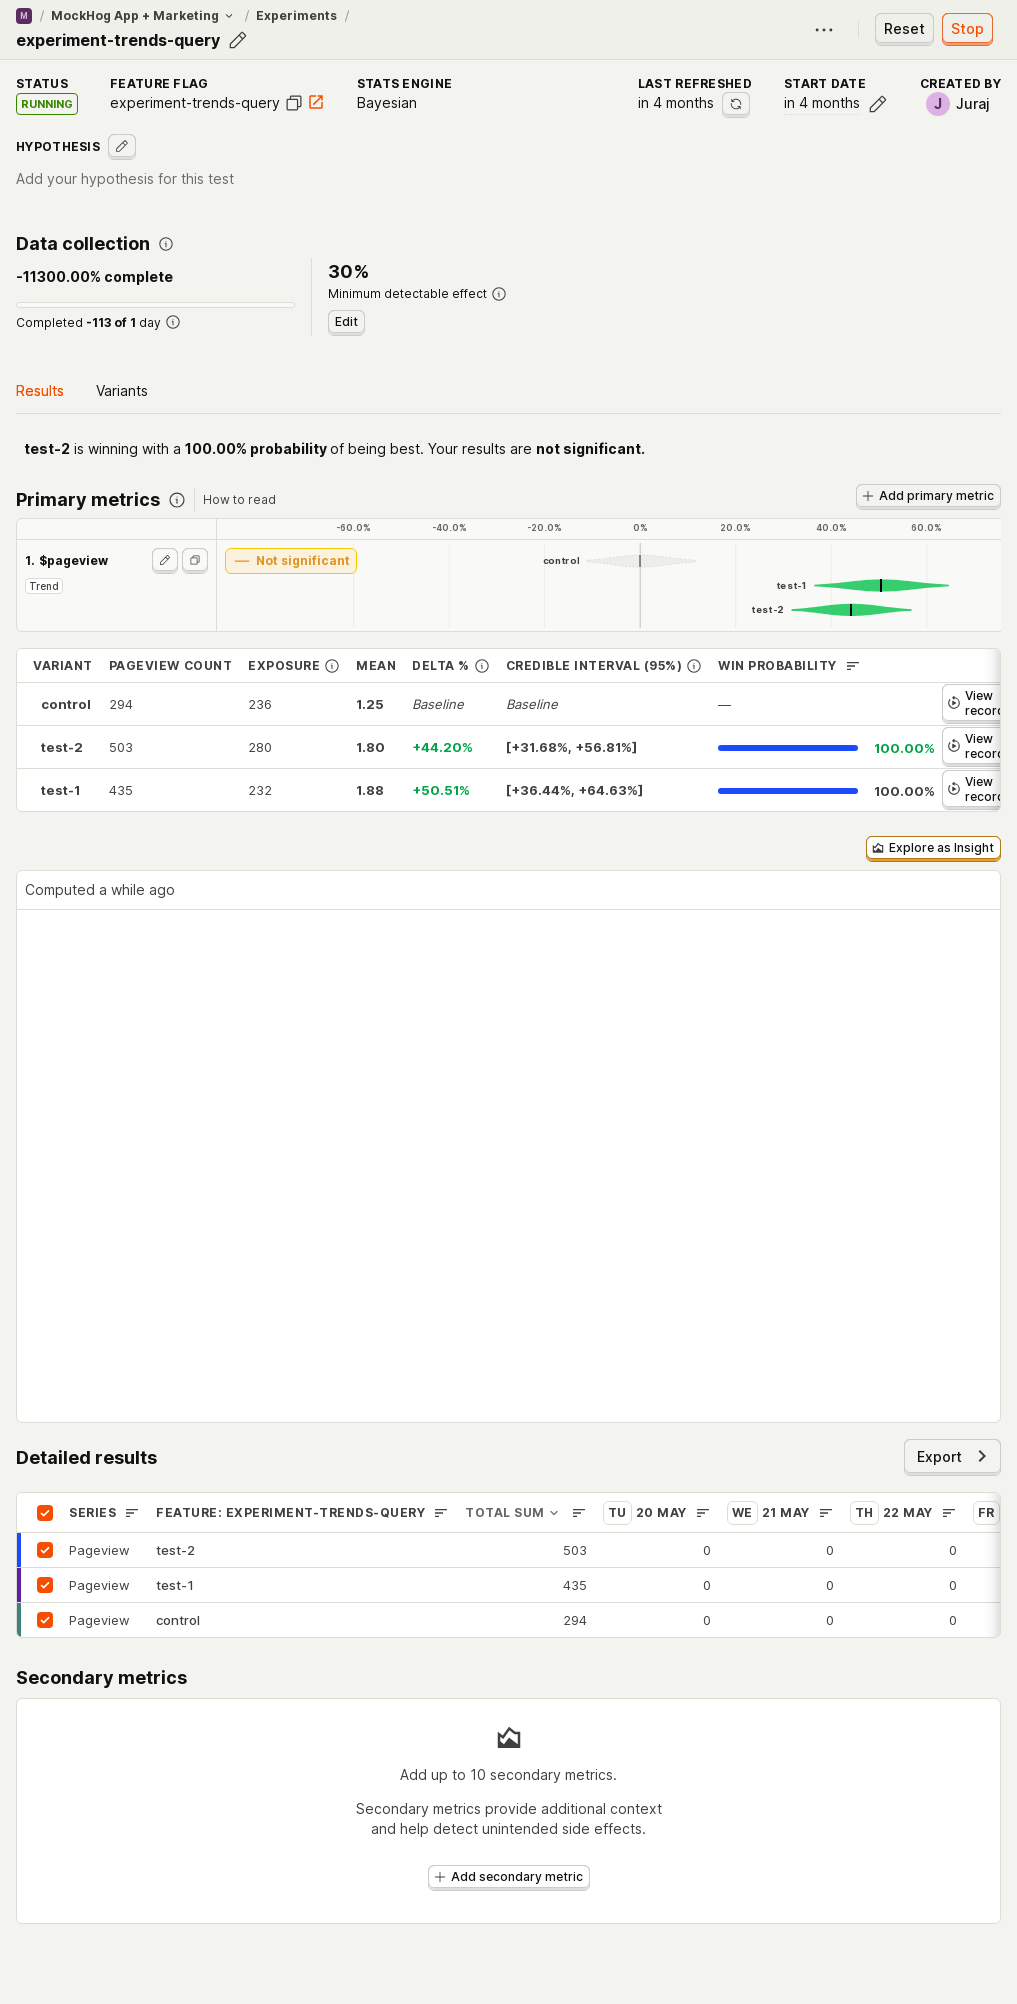 M / MockHog App + Marketing / Experiments /
experiment-trends-query
Reset
Stop
STATUS
RUNNING
FEATURE FLAG
experiment-trends-query
STATS ENGINE
Bayesian
LAST REFRESHED
in 4 months
START DATE
in 4 months
CREATED BY
J Juraj
HYPOTHESIS
Add your hypothesis for this test
Data collection
-11300.00% complete
Completed -113 of 1 day
30%
Minimum detectable effect
Edit
Results Variants
test-2 is winning with a 100.00% probability of being best. Your results are not significant.
Primary metrics How to read
Add primary metric
-60.0% -40.0% -20.0% 0% 20.0% 40.0% 60.0%
1. $pageview
Trend
Not significant
control
test-1
test-2
VARIANT PAGEVIEW COUNT EXPOSURE MEAN DELTA % CREDIBLE INTERVAL (95%) WIN PROBABILITY
control 294 236 1.25 Baseline Baseline — View
recor
test-2 503 280 1.80 +44.20% [+31.68%, +56.81%] 100.00% View
recor
test-1 435 232 1.88 +50.51% [+36.44%, +64.63%] 100.00% View
recor
Explore as Insight
Computed a while ago
Detailed results
Export
SERIES FEATURE: EXPERIMENT-TRENDS-QUERY TOTAL SUM TU 20 MAY WE 21 MAY TH 22 MAY FR
Pageview test-2 503 0 0 0
Pageview test-1 435 0 0 0
Pageview control 294 0 0 0
Secondary metrics
Add up to 10 secondary metrics.
Secondary metrics provide additional context
and help detect unintended side effects.
Add secondary metric